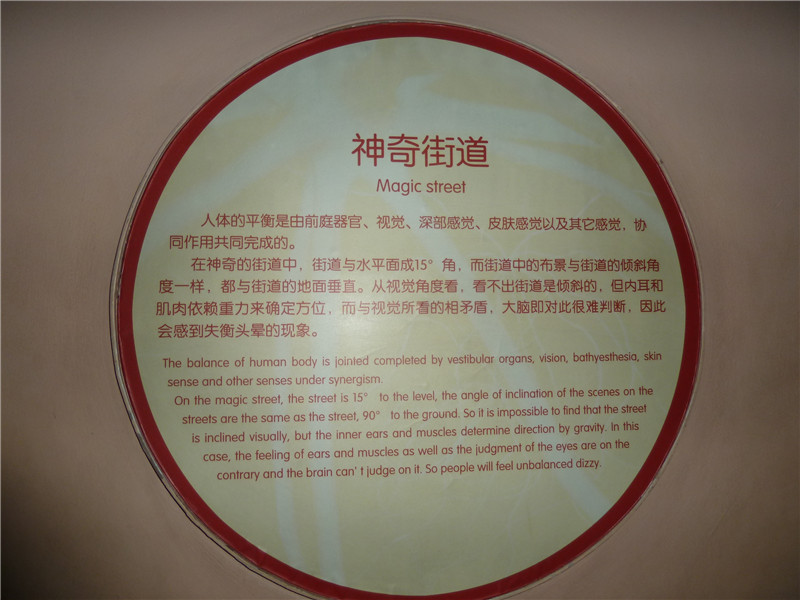 神奇街道
Magic street
人体的平衡是由前庭器官、视觉、深部感觉、皮肤感觉以及其它感觉，协
同作用共同完成的。
在神奇的街道中，街道与水平面成15°角，而街道中的布景与街道的倾斜角
度一样，都与街道的地面垂直。从视觉角度看，看不出街道是倾斜的，但内耳和
肌肉依赖重力来确定方位，而与视觉所看的相矛盾，大脑即对此很难判断，因此
会感到失衡头晕的现象。
The balance of human body is jointed completed by vestibular organs, vision, bathyesthesia, skin
sense and other senses under synergism.
On the magic street, the street is 15° to the level, the angle of inclination of the scenes on the
streets are the same as the street, 90° to the ground. So it is impossible to find that the street
is inclined visually, but the inner ears and muscles determine direction by gravity. In this
case, the feeling of ears and muscles as well as the judgment of the eyes are on the
contrary and the brain can't judge on it. So people will feel unbalanced dizzy.